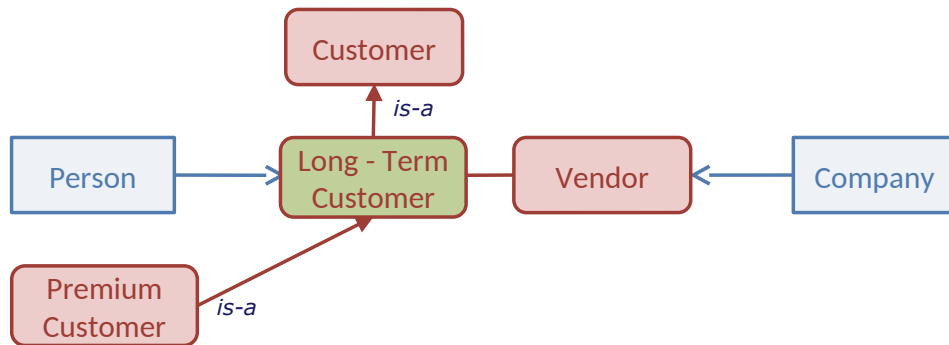 Customer
is-a
Person
Long - Term
Customer
Vendor
Company
Premium
Customer
is-a